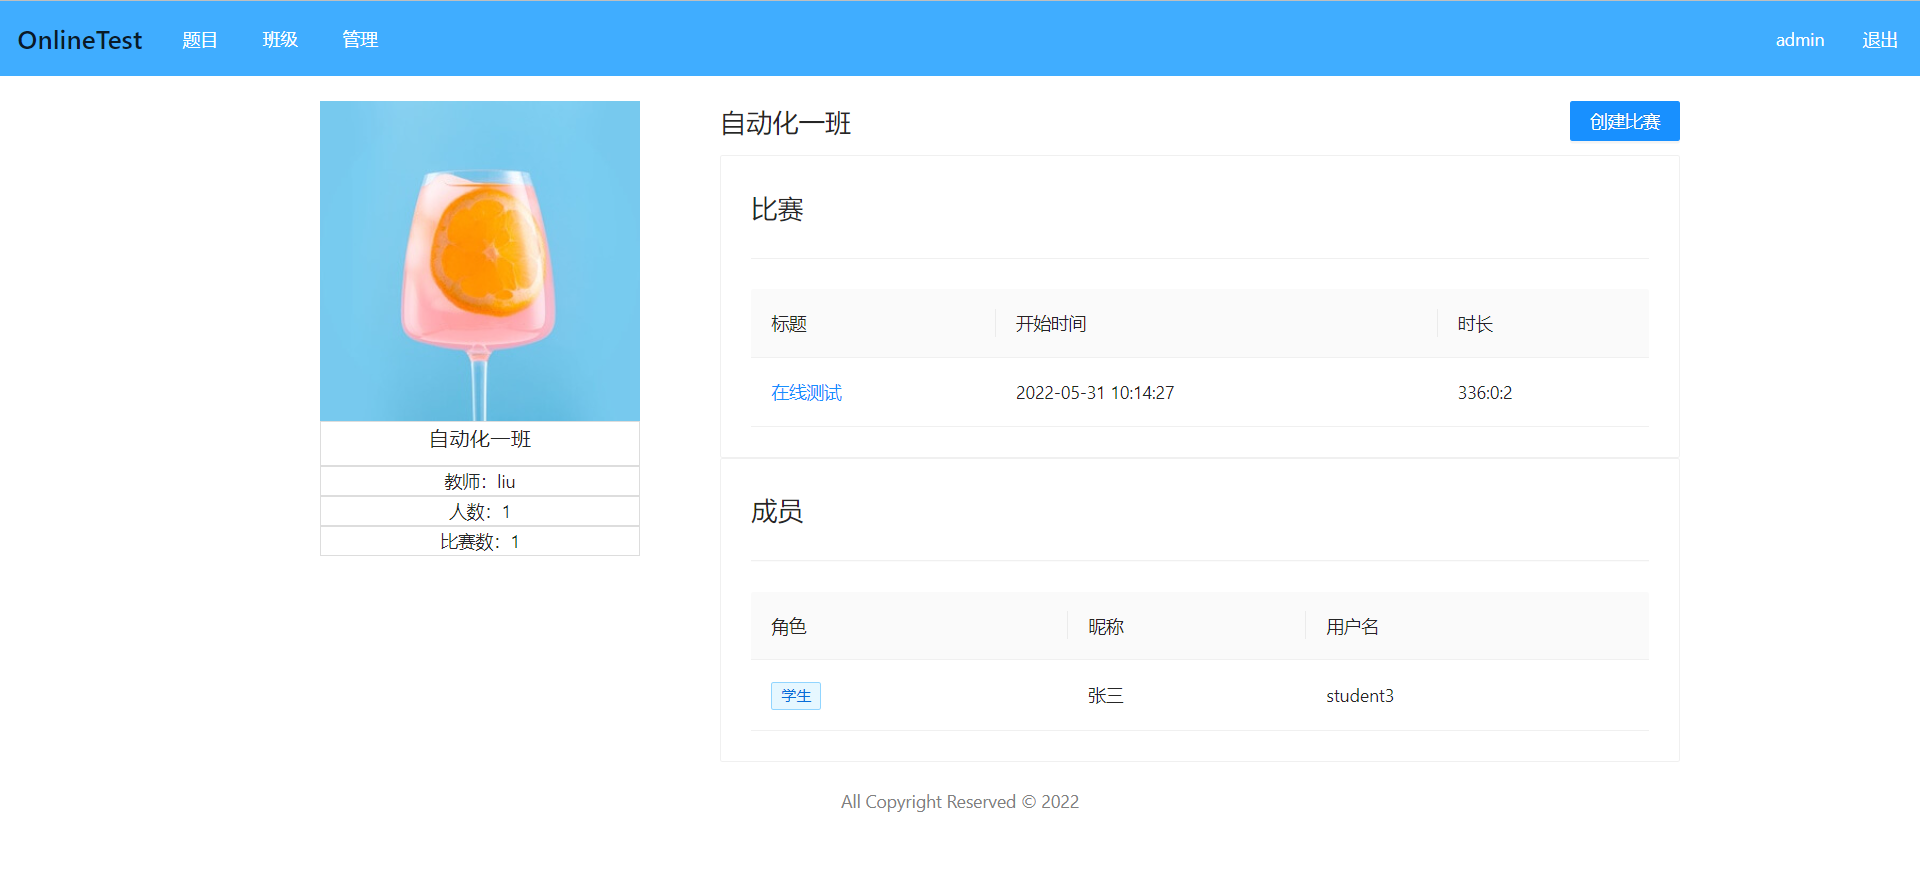 OnlineTest 题目 班级 管理 admin 退出
自动化一班
教师：liu
人数：1
比赛数：1
自动化一班 创建比赛
比赛
标题 开始时间 时长
在线测试 2022-05-31 10:14:27 336:0:2
成员
角色 昵称 用户名
学生 张三 student3
All Copyright Reserved © 2022